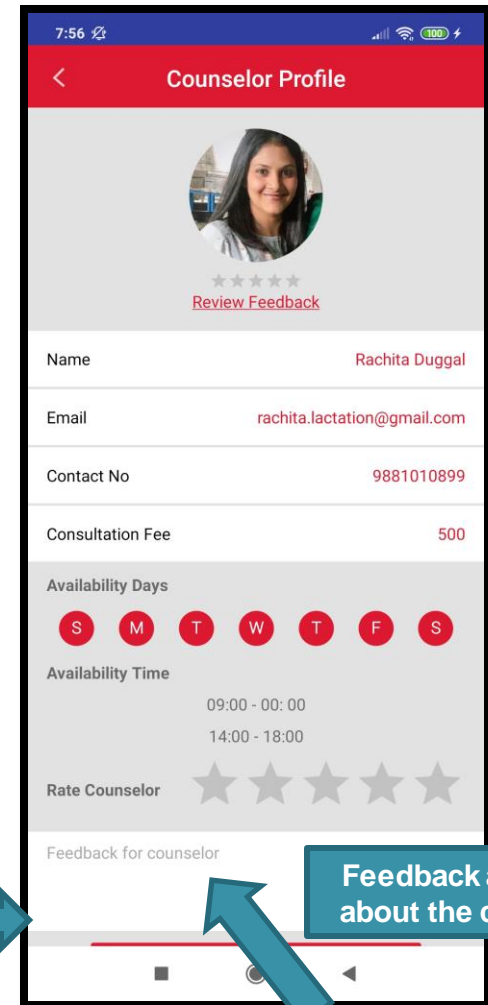 7:56
100
Counselor Profile
Review Feedback
Name Rachita Duggal
Email rachita.lactation@gmail.com
Contact No 9881010899
Consultation Fee 500
Availability Days
S M T W T F S
Availability Time
09:00 - 00: 00
14:00 - 18:00
Rate Counselor
Feedback for counselor
Feedback
about the